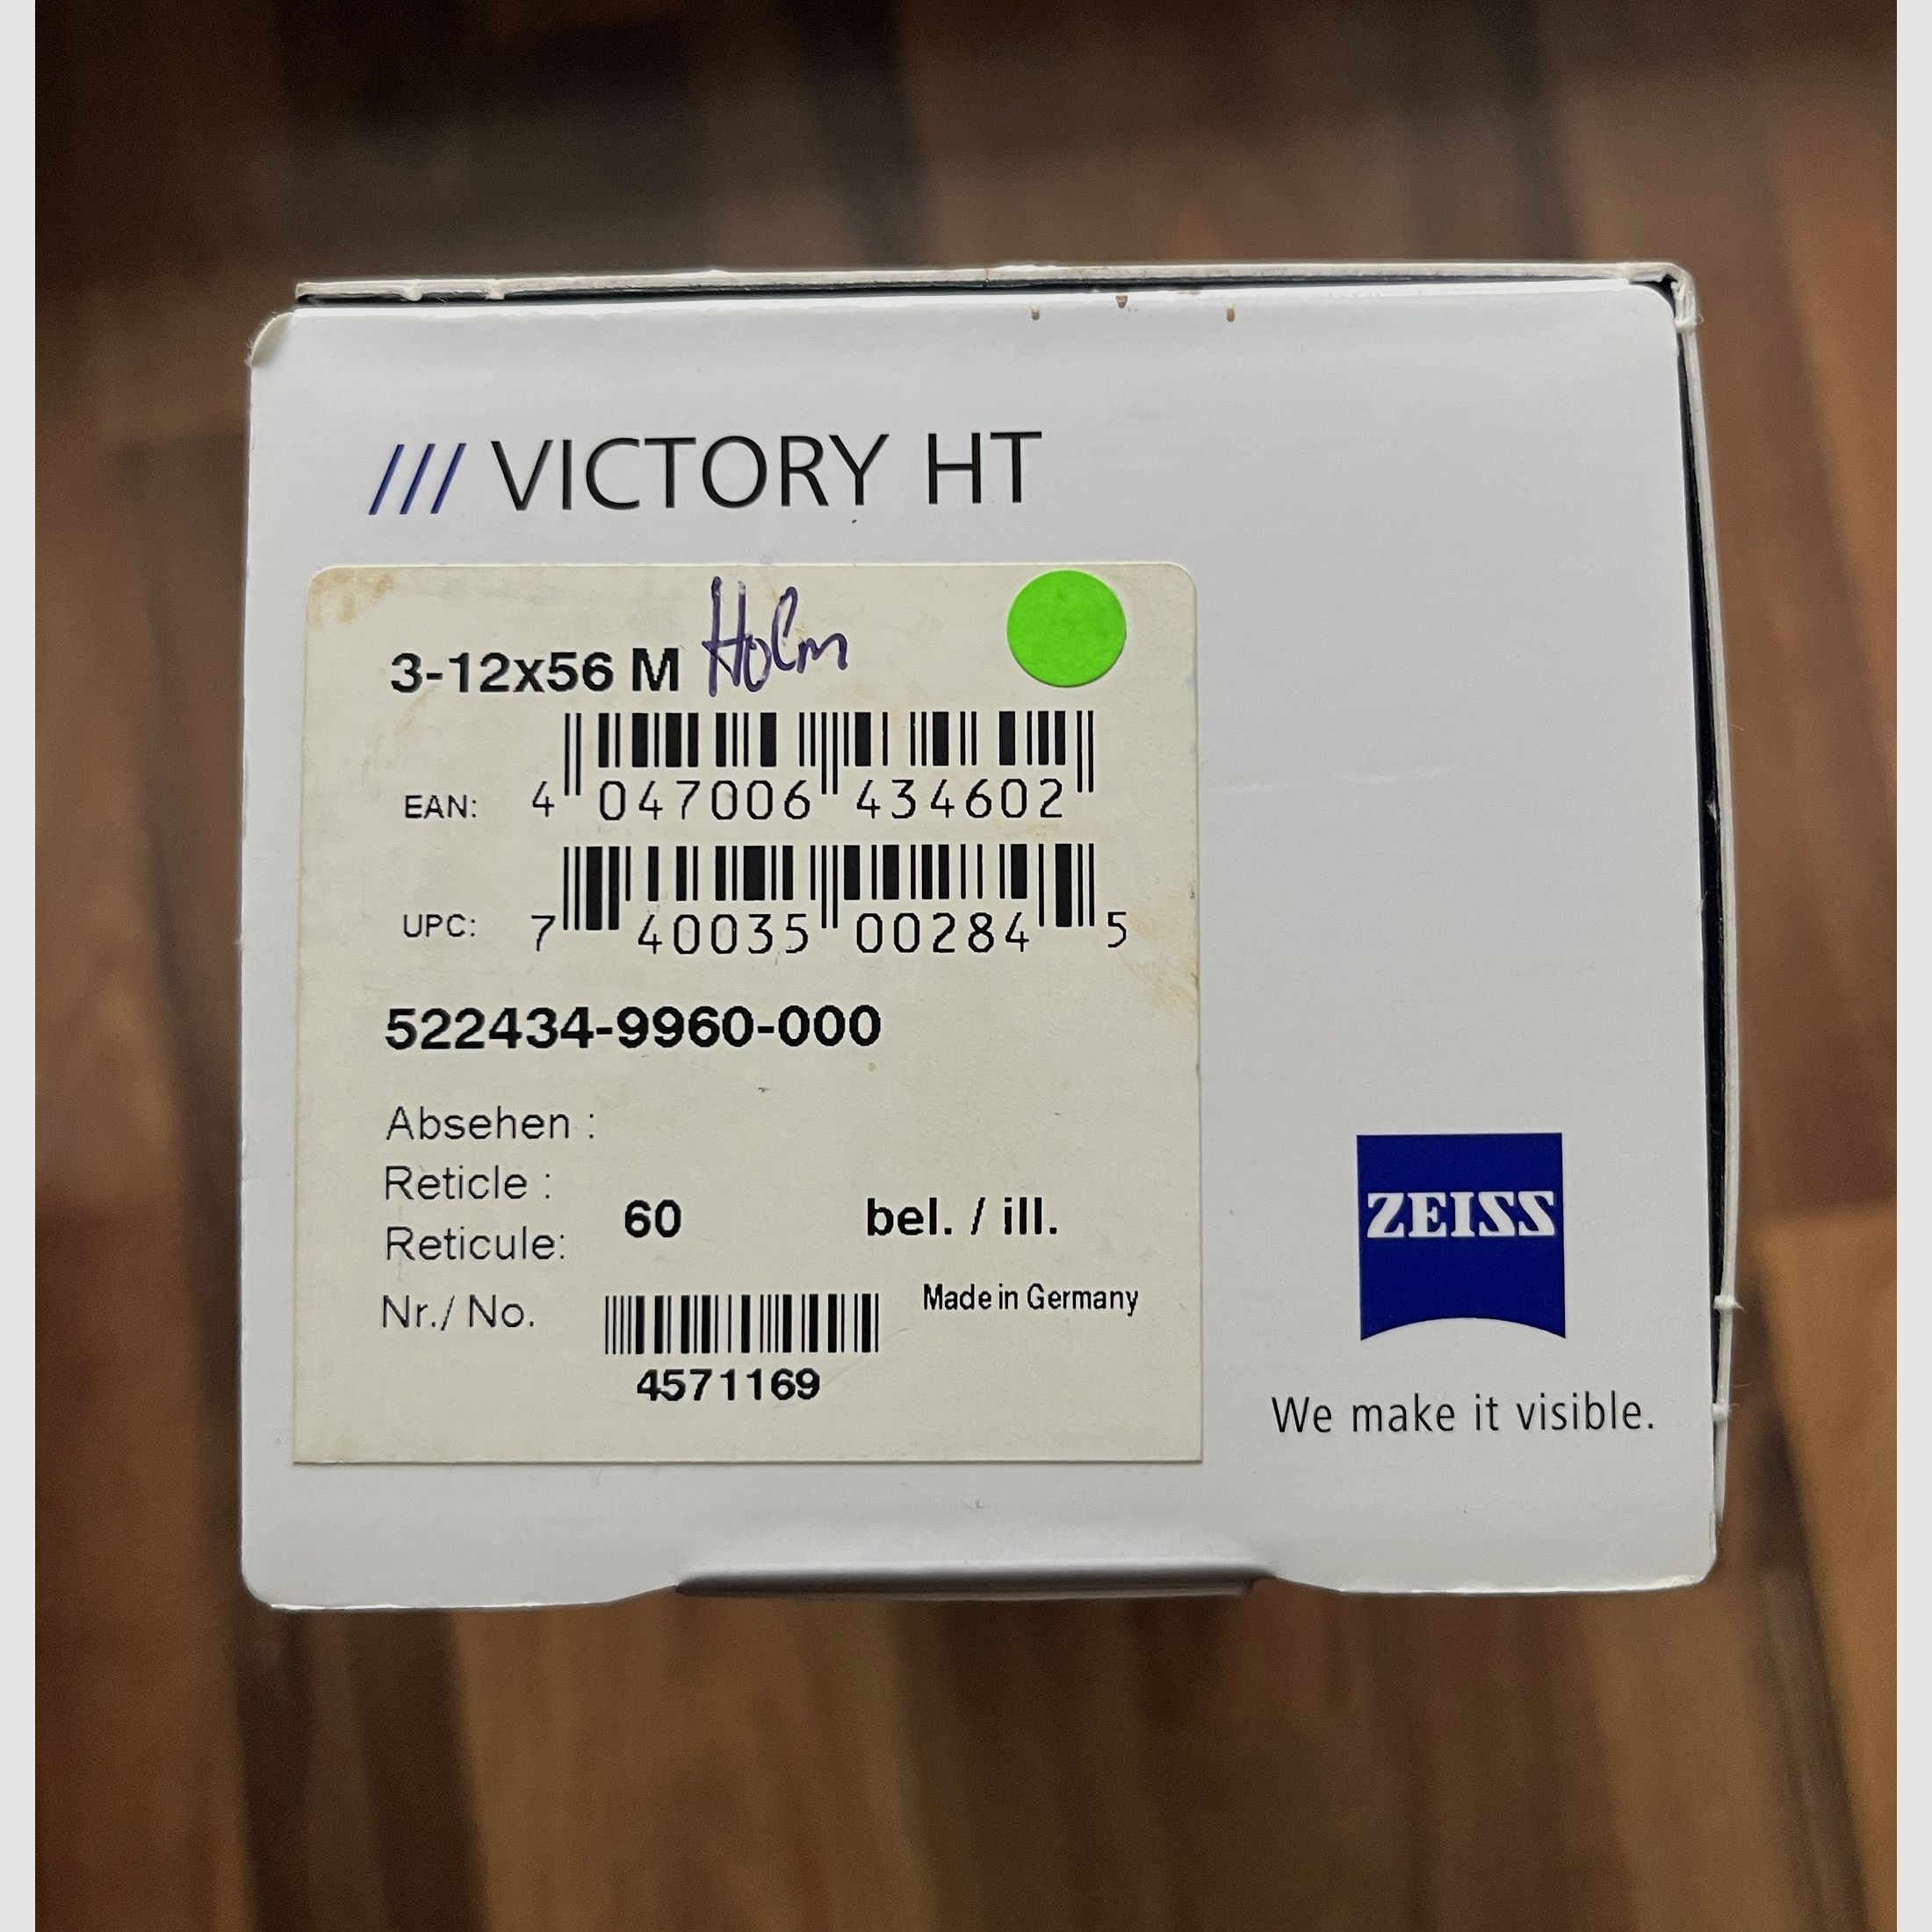 /// VICTORY HT
3-12x56 M Holm
EAN: 4 047006 434602
UPC: 7 40035 00284 5
522434-9960-000
Absehen :
Reticle :
Reticule:
60 bel. / ill.
Nr./ No.
Made in Germany
4571169
ZEISS
We make it visible.